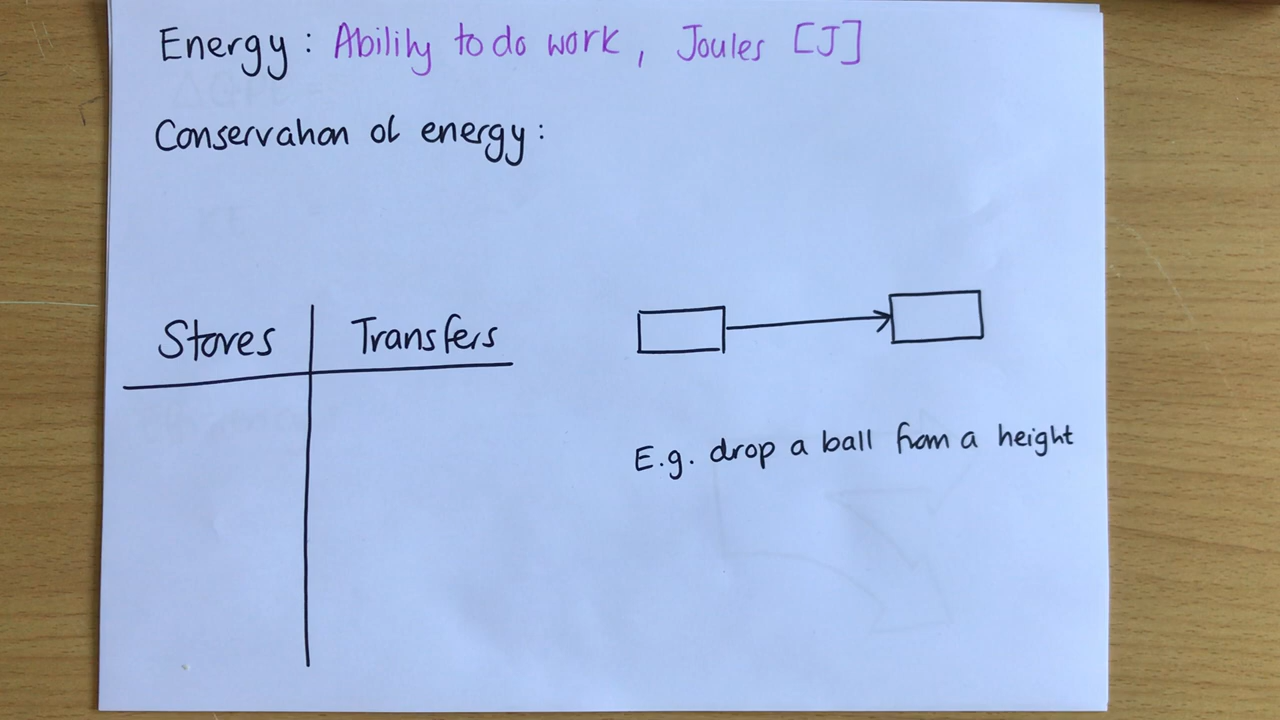 Energy: Ability to do work, Joules [J]
Conservation of energy:
Stores Transfers
E.g. drop a ball from a height